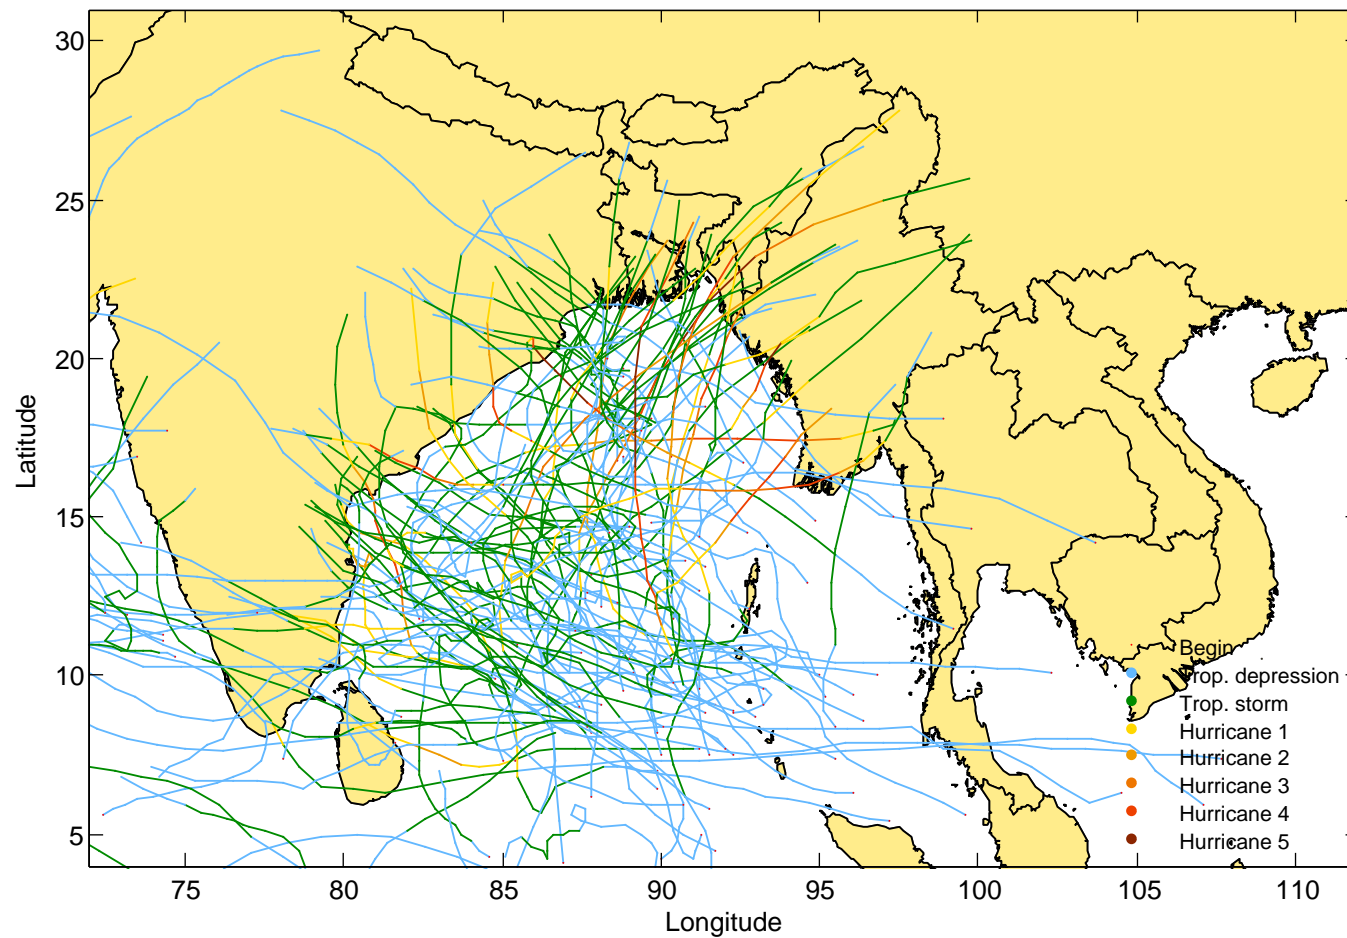 30
25
20
15
10
5
Latitude
75 80 85 90 95 100 105 110
Longitude
Begin
Trop. depression
Trop. storm
Hurricane 1
Hurricane 2
Hurricane 3
Hurricane 4
Hurricane 5